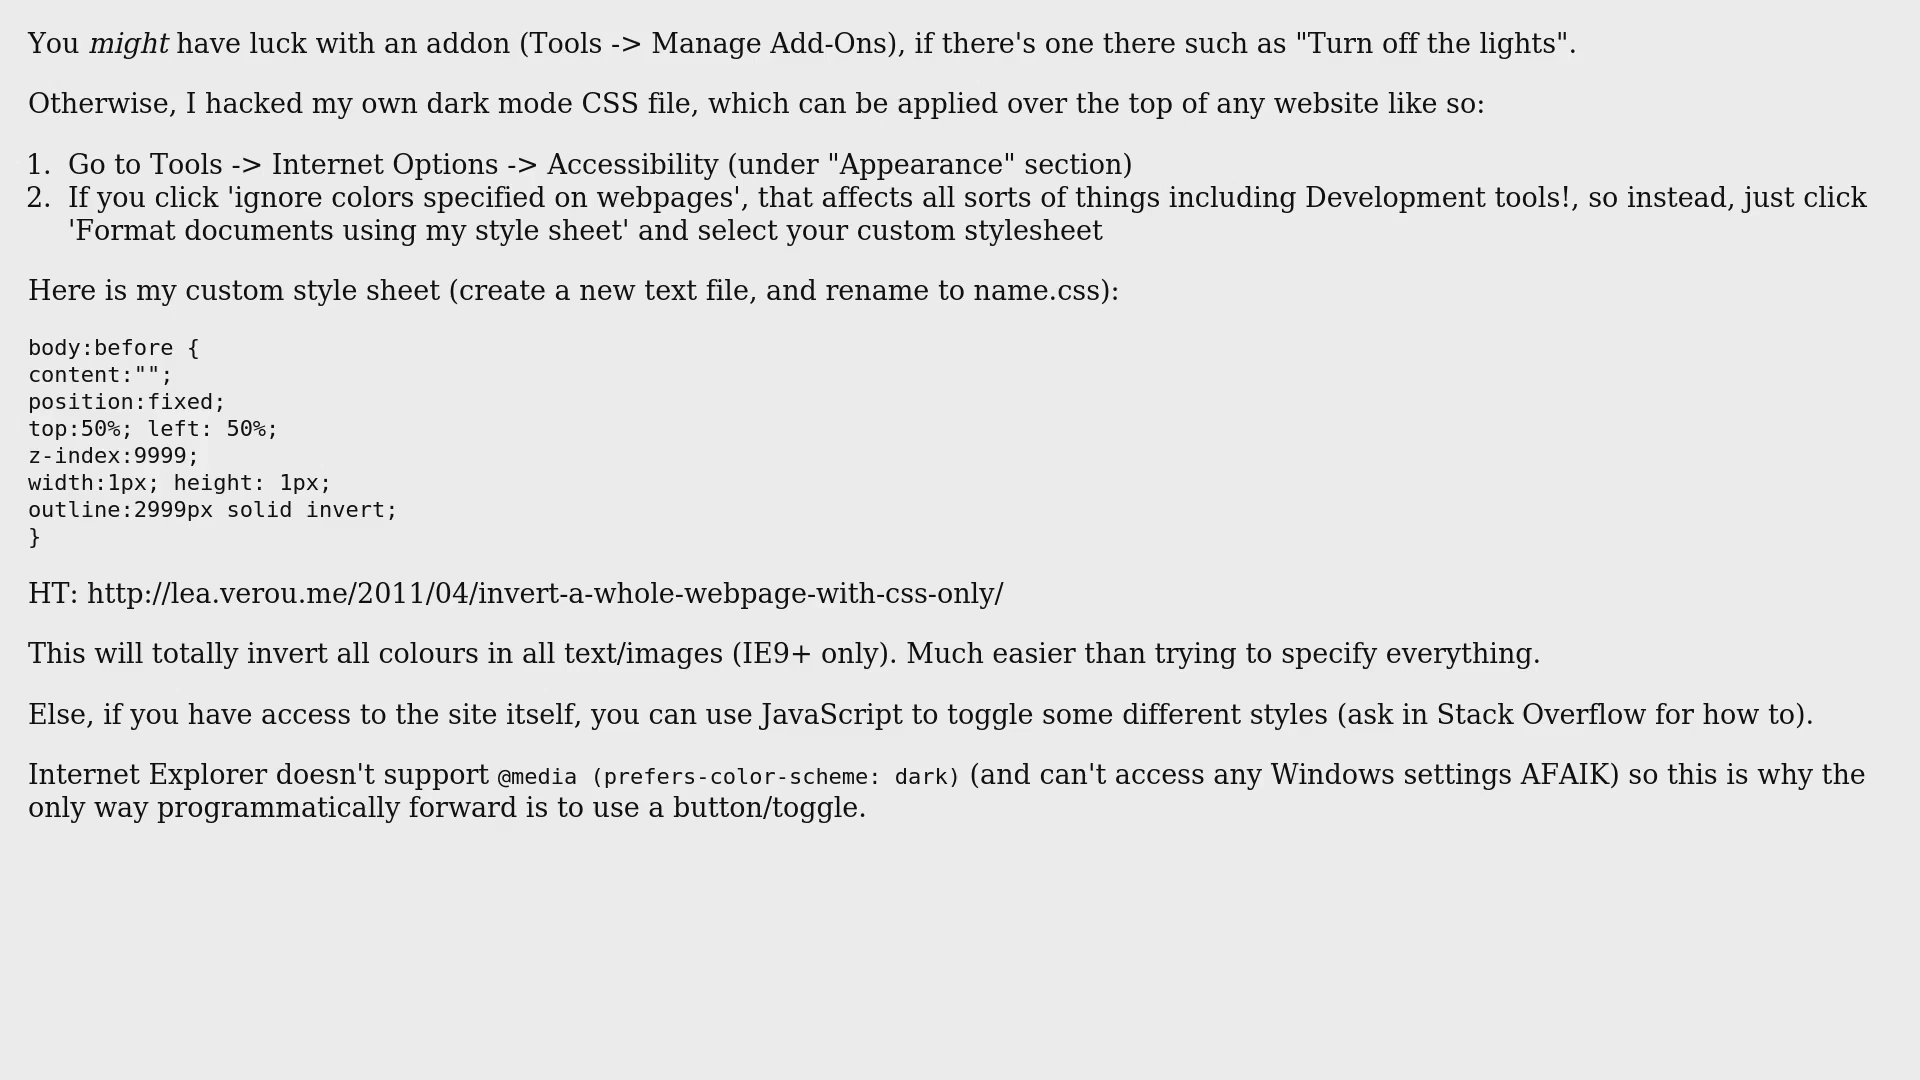 You might have luck with an addon (Tools -> Manage Add-Ons), if there's one there such as "Turn off the lights".
Otherwise, I hacked my own dark mode CSS file, which can be applied over the top of any website like so:
1. Go to Tools -> Internet Options -> Accessibility (under "Appearance" section)
2. If you click 'ignore colors specified on webpages', that affects all sorts of things including Development tools!, so instead, just click
'Format documents using my style sheet' and select your custom stylesheet
Here is my custom style sheet (create a new text file, and rename to name.css):
body:before {
content:"";
position:fixed;
top:50%; left: 50%;
z-index:9999;
width:1px; height: 1px;
outline:2999px solid invert;
}
HT: http://lea.verou.me/2011/04/invert-a-whole-webpage-with-css-only/
This will totally invert all colours in all text/images (IE9+ only). Much easier than trying to specify everything.
Else, if you have access to the site itself, you can use JavaScript to toggle some different styles (ask in Stack Overflow for how to).
Internet Explorer doesn't support @media (prefers-color-scheme: dark) (and can't access any Windows settings AFAIK) so this is why the
only way programmatically forward is to use a button/toggle.